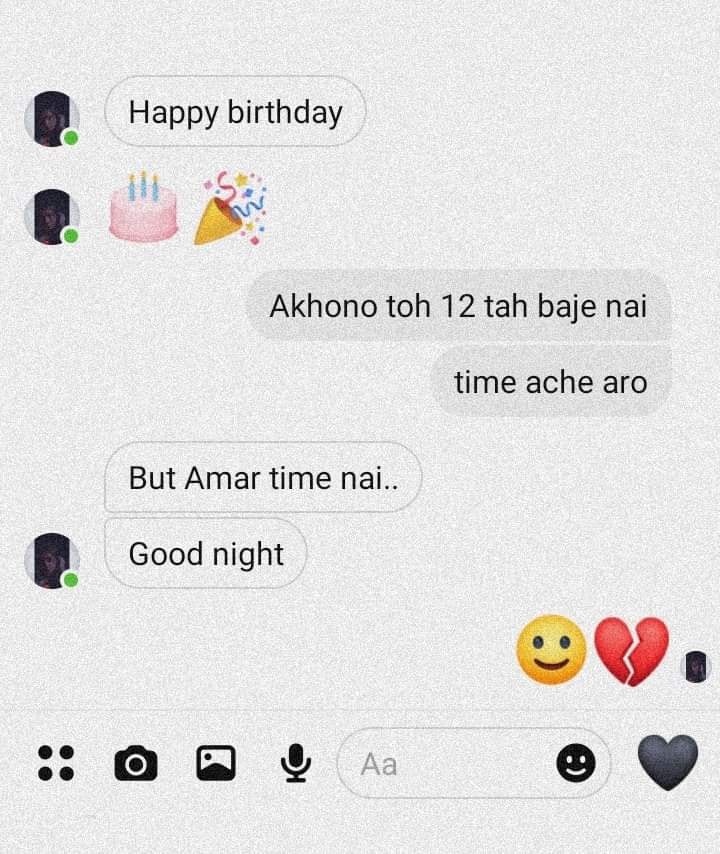 Happy birthday
🎂 🎉
Akhono toh 12 tah baje nai
time ache aro
But Amar time nai..
Good night
🙂💔
Aa